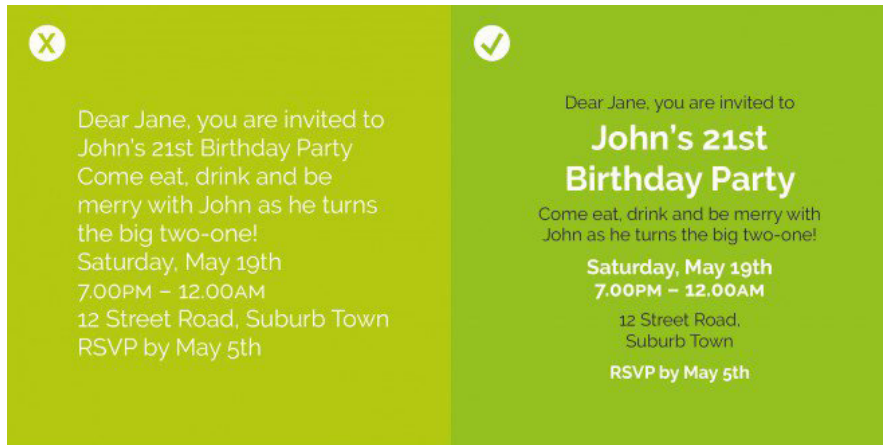 X
Dear Jane, you are invited to
John's 21st Birthday Party
Come eat, drink and be
merry with John as he turns
the big two-one!
Saturday, May 19th
7.00PM – 12.00AM
12 Street Road, Suburb Town
RSVP by May 5th
Dear Jane, you are invited to
John's 21st
Birthday Party
Come eat, drink and be merry with
John as he turns the big two-one!
Saturday, May 19th
7.00PM – 12.00AM
12 Street Road,
Suburb Town
RSVP by May 5th